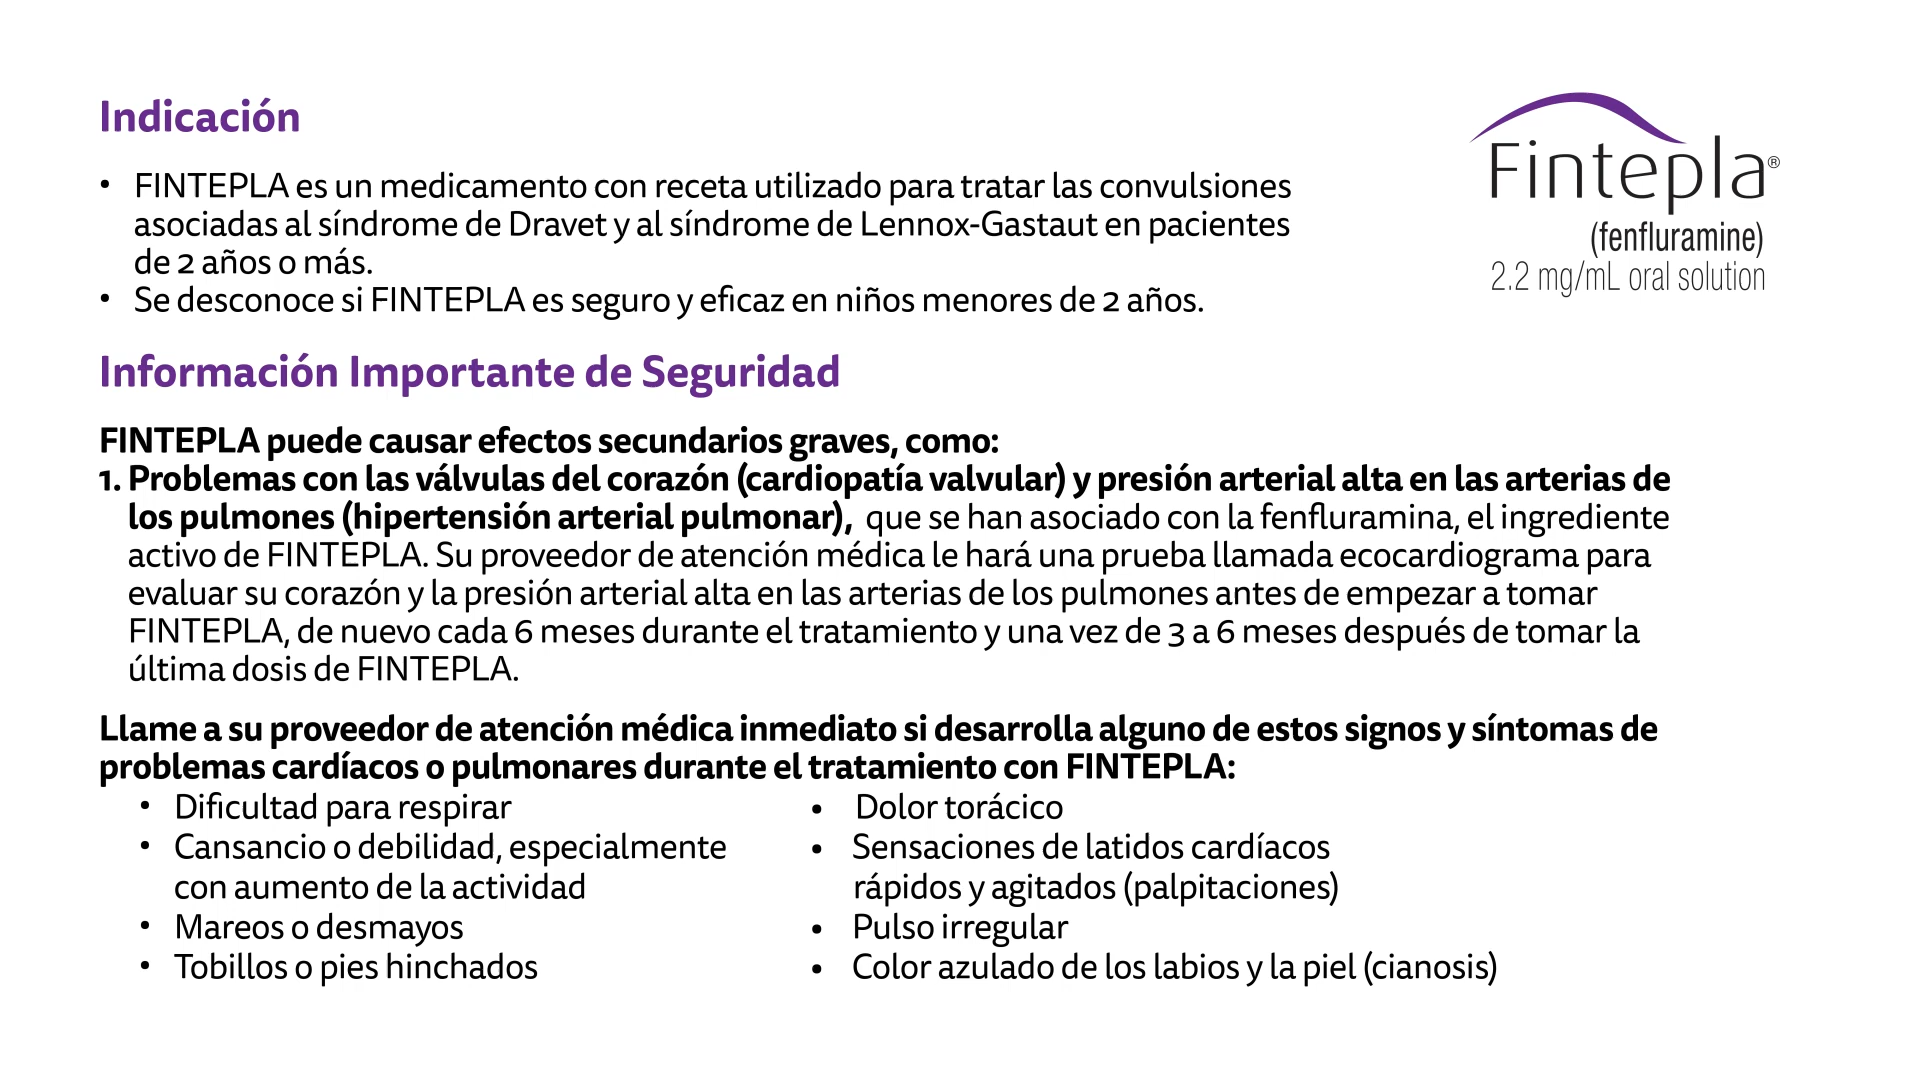 Indicación
Fintepla®
(fenfluramine)
2.2 mg/mL oral solution
• FINTEPLA es un medicamento con receta utilizado para tratar las convulsiones
asociadas al síndrome de Dravet y al síndrome de Lennox-Gastaut en pacientes
de 2 años o más.
• Se desconoce si FINTEPLA es seguro y eficaz en niños menores de 2 años.
Información Importante de Seguridad
FINTEPLA puede causar efectos secundarios graves, como:
1. Problemas con las válvulas del corazón (cardiopatía valvular) y presión arterial alta en las arterias de
los pulmones (hipertensión arterial pulmonar), que se han asociado con la fenfluramina, el ingrediente
activo de FINTEPLA. Su proveedor de atención médica le hará una prueba llamada ecocardiograma para
evaluar su corazón y la presión arterial alta en las arterias de los pulmones antes de empezar a tomar
FINTEPLA, de nuevo cada 6 meses durante el tratamiento y una vez de 3 a 6 meses después de tomar la
última dosis de FINTEPLA.
Llame a su proveedor de atención médica inmediato si desarrolla alguno de estos signos y síntomas de
problemas cardíacos o pulmonares durante el tratamiento con FINTEPLA:
• Dificultad para respirar
• Cansancio o debilidad, especialmente
con aumento de la actividad
• Mareos o desmayos
• Tobillos o pies hinchados
• Dolor torácico
• Sensaciones de latidos cardíacos
rápidos y agitados (palpitaciones)
• Pulso irregular
• Color azulado de los labios y la piel (cianosis)